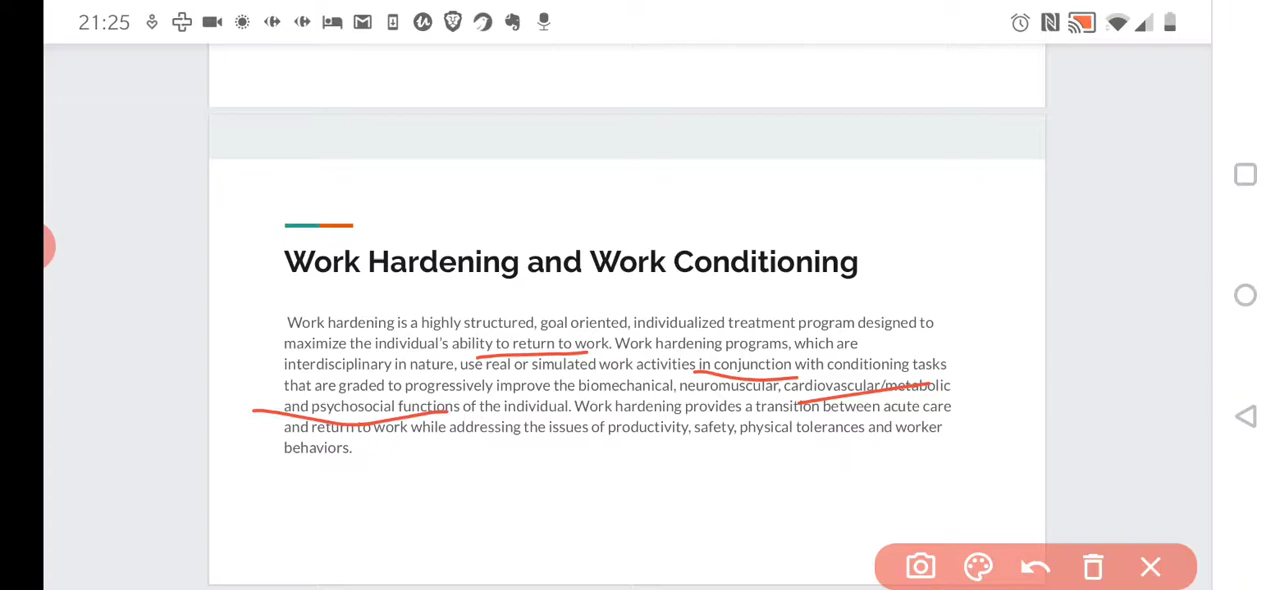 21:25
Work Hardening and Work Conditioning
Work hardening is a highly structured, goal oriented, individualized treatment program designed to
maximize the individual's ability to return to work. Work hardening programs, which are
interdisciplinary in nature, use real or simulated work activities in conjunction with conditioning tasks
that are graded to progressively improve the biomechanical, neuromuscular, cardiovascular/metabolic
and psychosocial functions of the individual. Work hardening provides a transition between acute care
and return to work while addressing the issues of productivity, safety, physical tolerances and worker
behaviors.